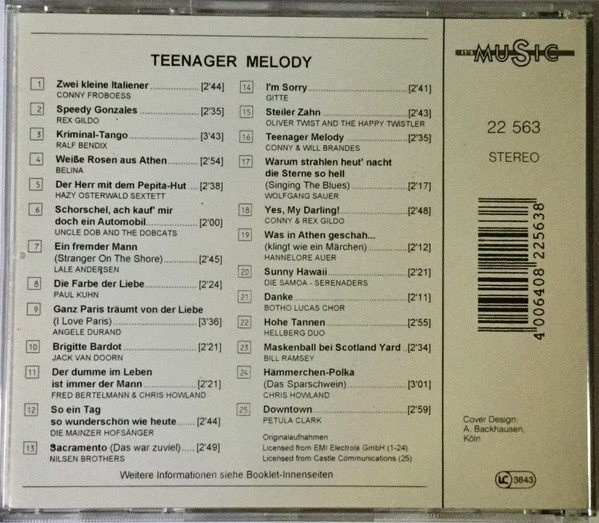 TEENAGER MELODY
1 Zwei kleine Italiener [2'44]
CONNY FROBOESS
2 Speedy Gonzales [2'35]
REX GILDO
3 Kriminal-Tango [3'43]
RALF BENDIX
4 Weiße Rosen aus Athen [2'54]
BELINA
5 Der Herr mit dem Pepita-Hut [2'38]
HAZY OSTERWALD SEXTETT
6 Schorschel, ach kauf' mir
doch ein Automobil [2'00]
UNCLE DOB AND THE DOBCATS
7 Ein fremder Mann
(Stranger On The Shore) [2'45]
LALE ANDERSEN
8 Die Farbe der Liebe [2'24]
PAUL KUHN
9 Ganz Paris träumt von der Liebe
(I Love Paris) [3'36]
ANGELE DURAND
10 Brigitte Bardot [2'21]
JACK VAN DOORN
11 Der dumme im Leben
ist immer der Mann [2'21]
FRED BERTELMANN & CHRIS HOWLAND
12 So ein Tag
so wunderschön wie heute [2'44]
DIE MAINZER HOFSÄNGER
13 Sacramento (Das war zuviel) [2'49]
NILSEN BROTHERS
14 I'm Sorry [2'41]
GITTE
15 Steiler Zahn [2'43]
OLIVER TWIST AND THE HAPPY TWISTLER
16 Teenager Melody [2'35]
CONNY & WILL BRANDES
17 Warum strahlen heut' nacht
die Sterne so hell
(Singing The Blues) [2'17]
WOLFGANG SAUER
18 Yes, My Darling! [2'48]
CONNY & REX GILDO
19 Was in Athen geschah...
(klingt wie ein Märchen) [2'12]
HANNELORE AUER
20 Sunny Hawaii [2'21]
DIE SAMOA - SERENADERS
21 Danke [2'11]
BOTHO LUCAS CHOR
22 Hohe Tannen [2'55]
HELLBERG DUO
23 Maskenball bei Scotland Yard [2'34]
BILL RAMSEY
24 Hämmerchen-Polka
(Das Sparschwein) [3'01]
CHRIS HOWLAND
25 Downtown [2'59]
PETULA CLARK
Originalaufnahmen
Licensed from EMI Electrola GmbH (1-24)
Licensed from Castle Communications (25)
Weitere Informationen siehe Booklet-Innenseiten
IT'S MUSIC
22 563
STEREO
4 006408 225638
Cover Design:
A. Backhausen,
Köln
LC 3843